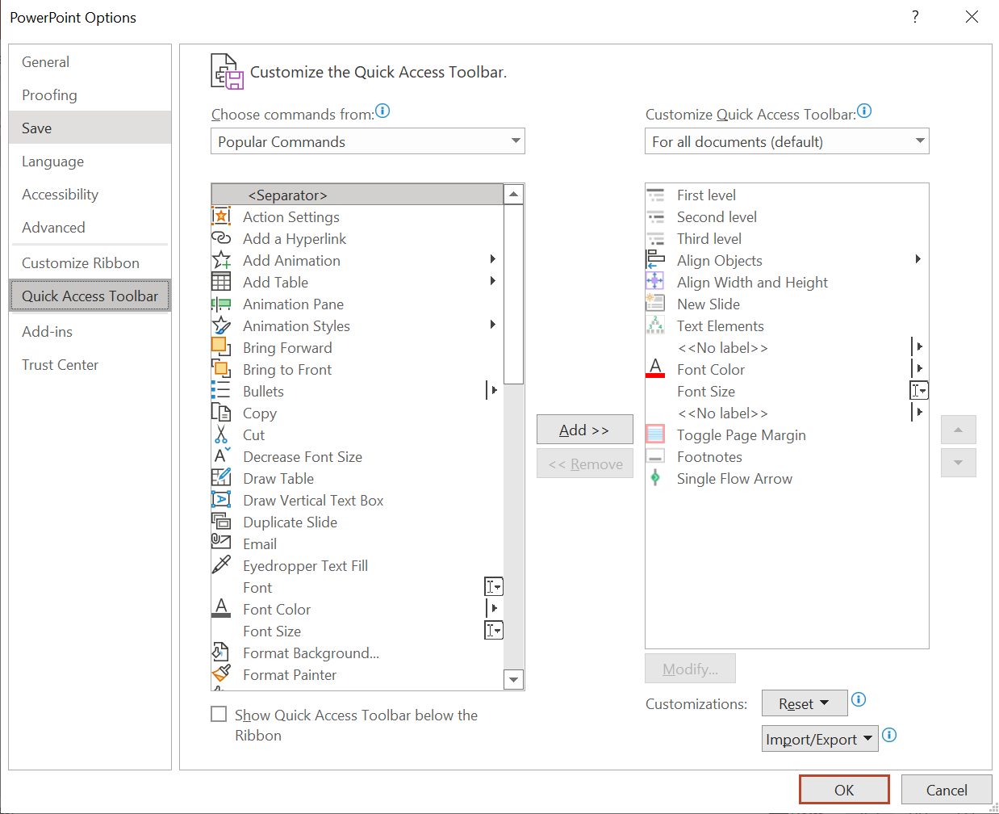 PowerPoint Options
?
General
Proofing
Save
Language
Accessibility
Advanced
Customize Ribbon
Quick Access Toolbar
Add-ins
Trust Center
Customize the Quick Access Toolbar.
Choose commands from:
Popular Commands
<Separator>
Action Settings
Add a Hyperlink
Add Animation
Add Table
Animation Pane
Animation Styles
Bring Forward
Bring to Front
Bullets
Copy
Cut
Decrease Font Size
Draw Table
Draw Vertical Text Box
Duplicate Slide
Email
Eyedropper Text Fill
Font
Font Color
Font Size
Format Background...
Format Painter
Show Quick Access Toolbar below the
Ribbon
Add >>
<< Remove
Customize Quick Access Toolbar:
For all documents (default)
First level
Second level
Third level
Align Objects
Align Width and Height
New Slide
Text Elements
<<No label>>
Font Color
Font Size
<<No label>>
Toggle Page Margin
Footnotes
Single Flow Arrow
Modify...
Customizations:
Reset
Import/Export
OK
Cancel